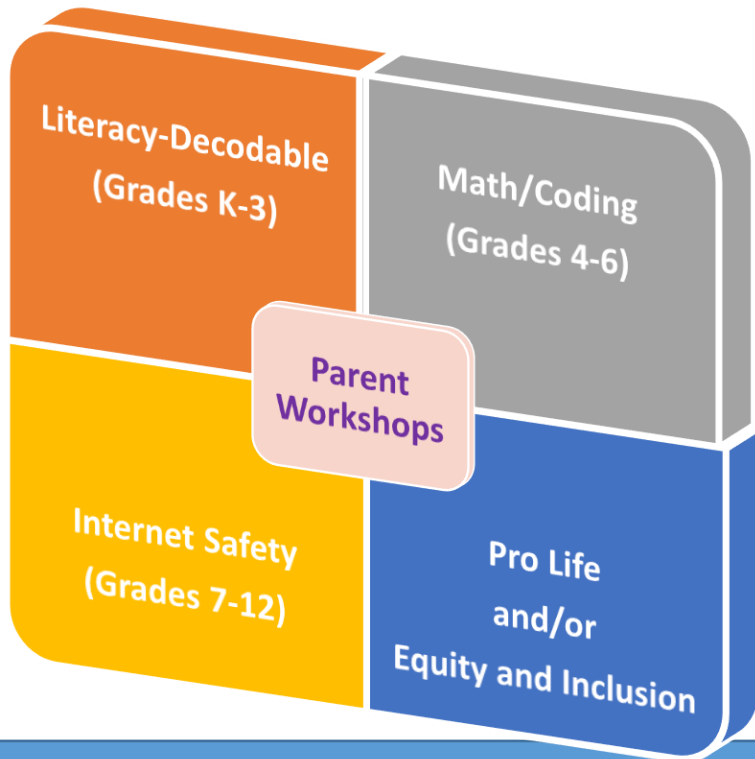 Literacy-Decodable
(Grades K-3)
Math/Coding
(Grades 4-6)
Parent
Workshops
Internet Safety
(Grades 7-12)
Pro Life
and/or
Equity and Inclusion